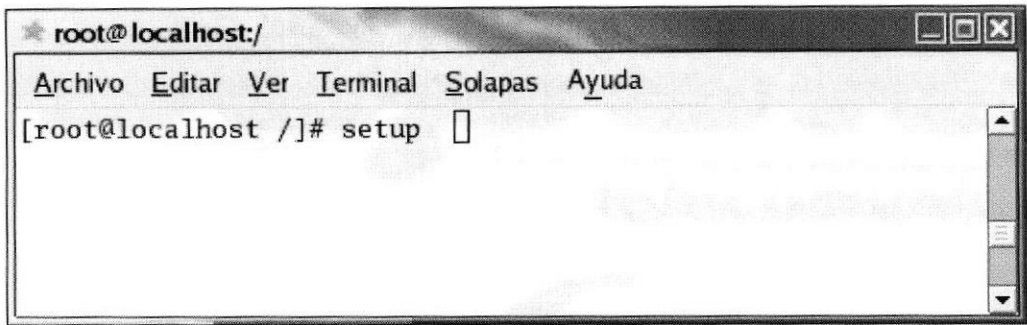 root@localhost:/
Archivo Editar Ver Terminal Solapas Ayuda
[root@localhost /]# setup